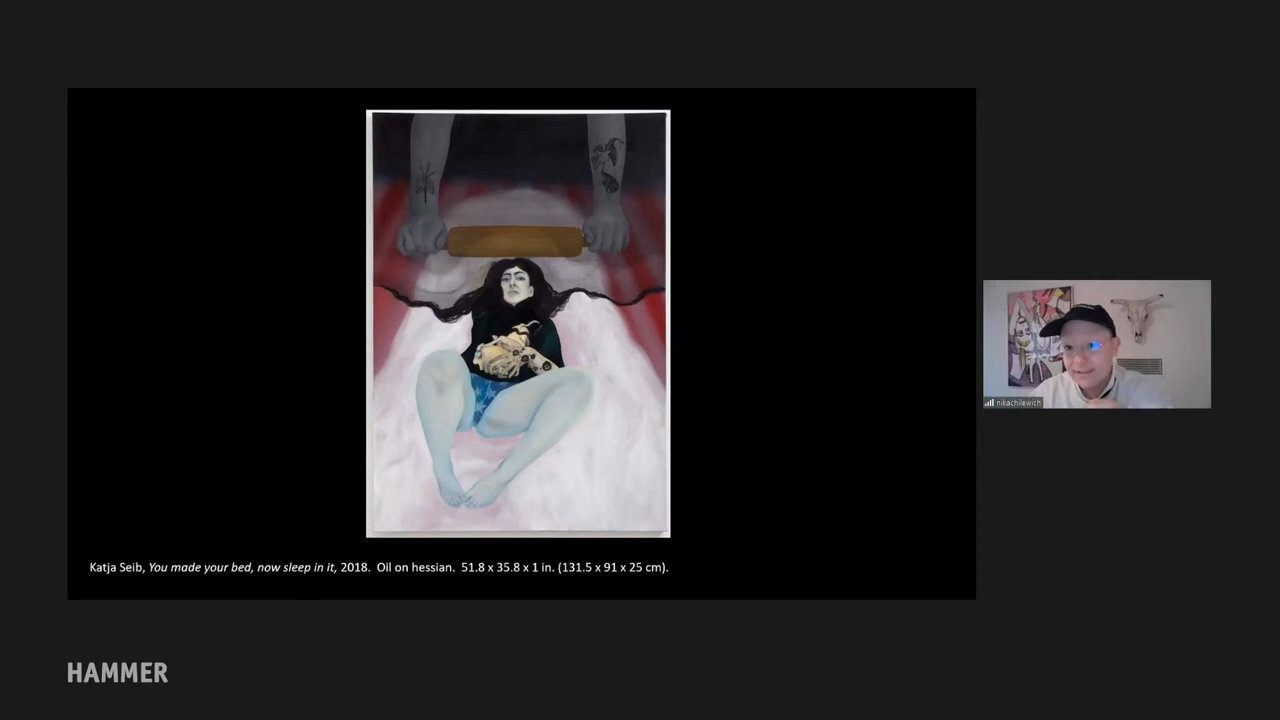 nikachilewich
Katja Seib, You made your bed, now sleep in it, 2018.  Oil on hessian.  51.8 x 35.8 x 1 in. (131.5 x 91 x 25 cm).
HAMMER